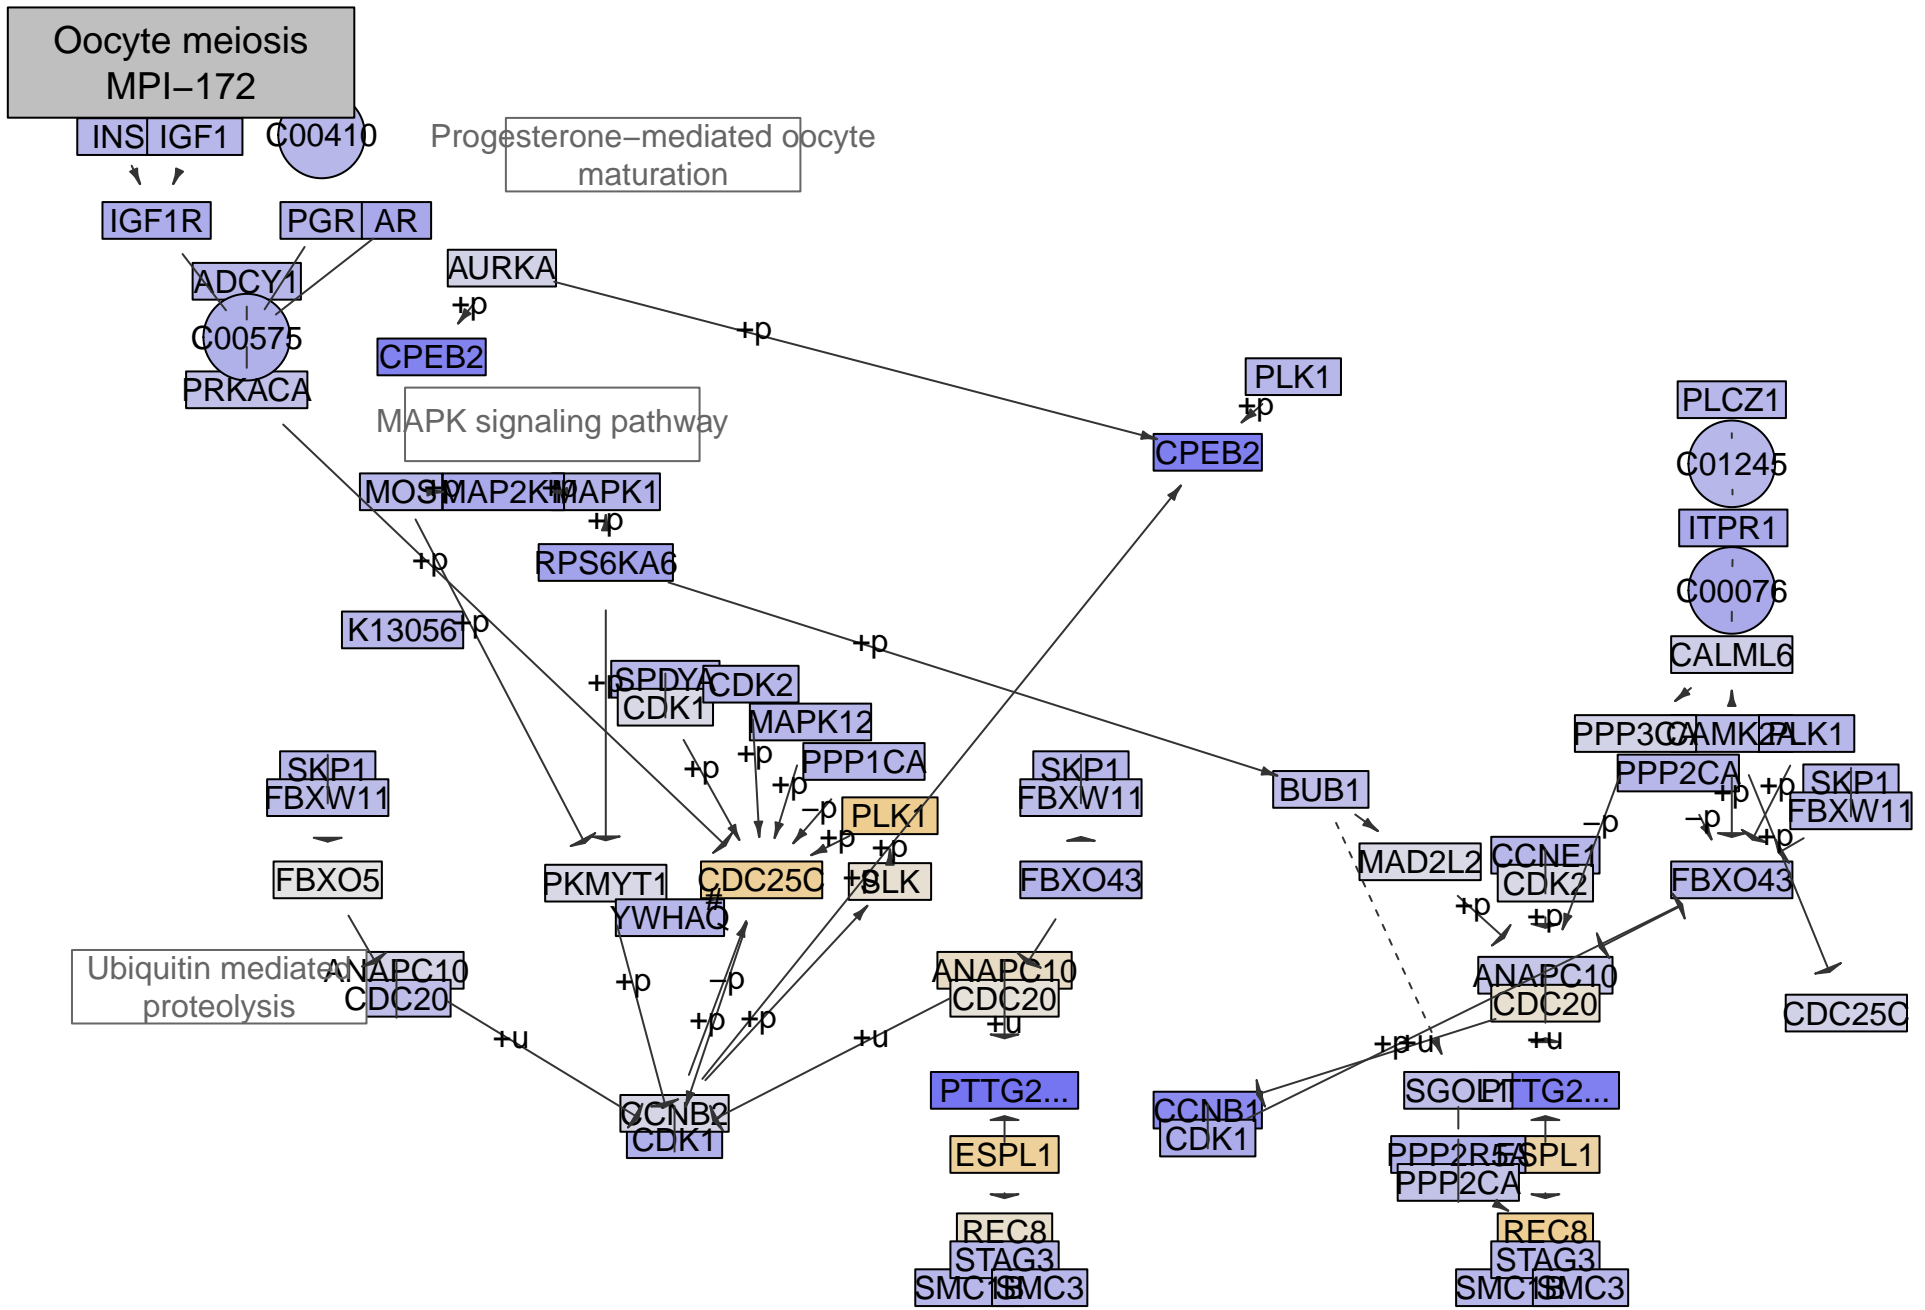 Oocyte meiosis
MPI−172
INS IGF1 C00410
Progesterone−mediated oocyte
maturation
IGF1R PGR AR
AURKA
ADCY1
+p
C00575
+p
CPEB2
PLK1
PRKACA
+p
PLCZ1
MAPK signaling pathway
CPEB2
C01245
MOS +p MAP2K1 +p MAPK1
+p
ITPR1
+p
RPS6KA6
C00076
K13056 +p
+p
CALML6
+p SPDYA
CDK2
CDK1
MAPK12
PPP3CA CAMK2A PLK1
+p
+p
PPP1CA
SKP1
SKP1
PPP2CA
SKP1
FBXW11
+p
FBXW11
BUB1
+p
+p
FBXW11
−p
PLK1
−p
−p
+p
+p
+p
MAD2L2
CCNE1
FBXO5
PKMYT1
CDC25C
+p
SLK
FBXO43
CDK2
FBXO43
#
YWHAQ
+p
+p
Ubiquitin mediated
proteolysis
ANAPC10
CDC20
+p
−p
ANAPC10
CDC20
ANAPC10
CDC20
CDC25C
+p
+p
+u
+u
+u
+p
+u
+u
CCNB2
CDK1
PTTG2...
CCNB1
CDK1
SGOL1
PTTG2...
ESPL1
PPP2R5A
ESPL1
PPP2CA
REC8
REC8
STAG3
STAG3
SMC1B SMC3
SMC1B SMC3